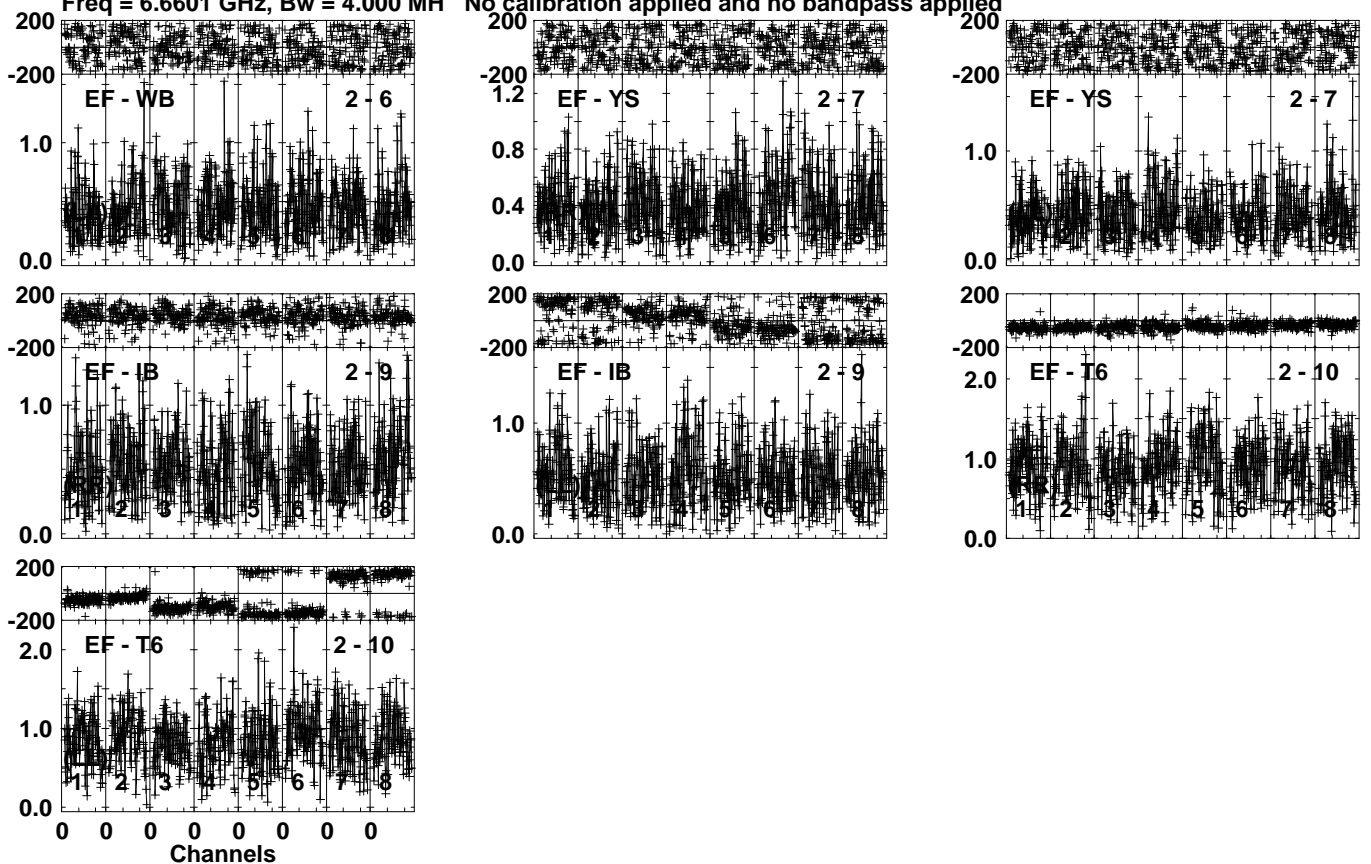 Freq = 6.6601 GHz, Bw = 4.000 MH No calibration applied and no bandpass applied
200 200 200
-200 -200 -200
EF - WB 2 - 6 EF - YS 2 - 7 EF - YS 2 - 7
1.2
1.0 0.8 1.0
0.4
0.0 0.0 0.0
200 200 200
-200 -200 -200
EF - IB 2 - 9 EF - IB 2 - 9 EF - T6 2 - 10
2.0
1.0 1.0 1.0
(RR)
1 2 3 4 5 6 7 8 1 2 3 4 5 6 7 8 1 2 3 4 5 6 7 8
0.0 0.0 0.0
200
-200
EF - T6 2 - 10
2.0
1.0
(LL)
1 2 3 4 5 6 7 8
0.0
0 0 0 0 0 0 0 0
Channels